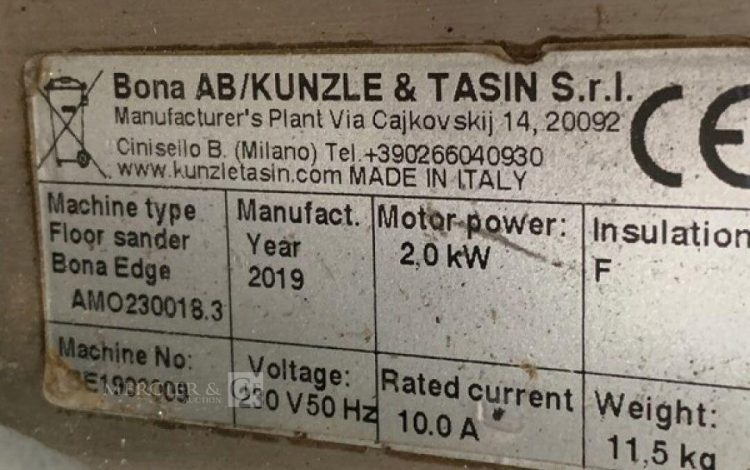 Bona AB/KUNZLE & TASIN S.r.l.
Manufacturer's Plant Via Cajkovskij 14, 20092
Cinisello B. (Milano) Tel.+390266040930
www.kunzletasin.com MADE IN ITALY
CE
Machine type
Floor sander
Bona Edge
AMO230018.3
Manufact.
Year
2019
Motor power:
2,0 kW
Insulation
F
Machine No:
Voltage:
230 V 50 Hz
Rated current
10.0 A
Weight:
11,5 kg